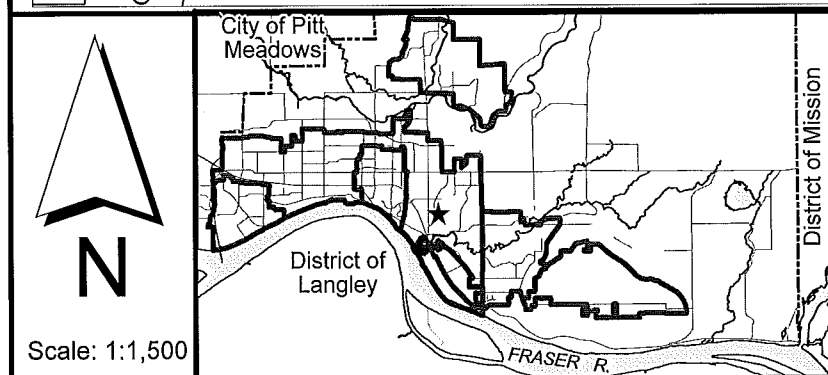 City of Pitt
Meadows
District of Mission
District of
Langley
N
Scale: 1:1,500
FRASER R.